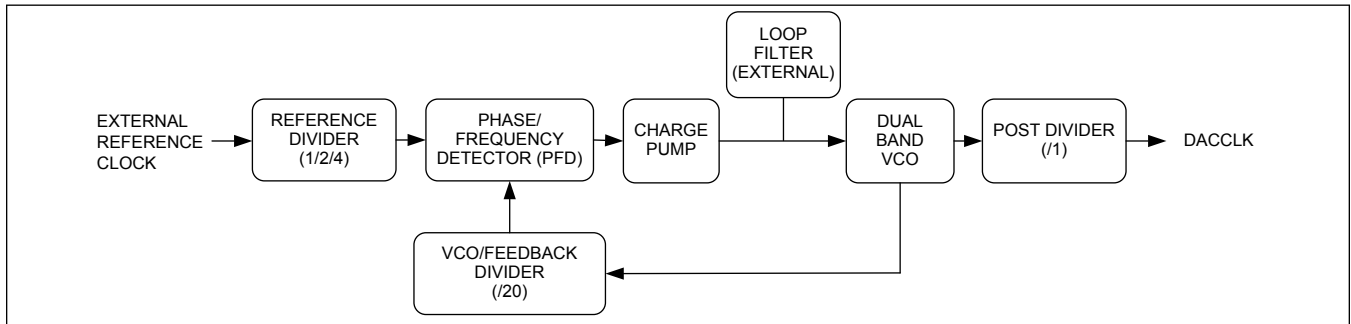 LOOP
FILTER
(EXTERNAL)
EXTERNAL
REFERENCE
CLOCK
REFERENCE
DIVIDER
(1/2/4)
PHASE/
FREQUENCY
DETECTOR (PFD)
CHARGE
PUMP
DUAL
BAND
VCO
POST DIVIDER
(/1)
DACCLK
VCO/FEEDBACK
DIVIDER
(/20)